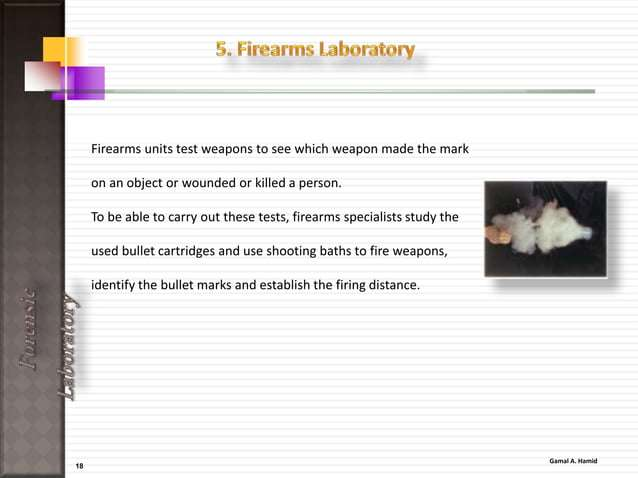 5. Firearms Laboratory
Firearms units test weapons to see which weapon made the mark
on an object or wounded or killed a person.
To be able to carry out these tests, firearms specialists study the
used bullet cartridges and use shooting baths to fire weapons,
identify the bullet marks and establish the firing distance.
Forensic
Laboratory
18
Gamal A. Hamid